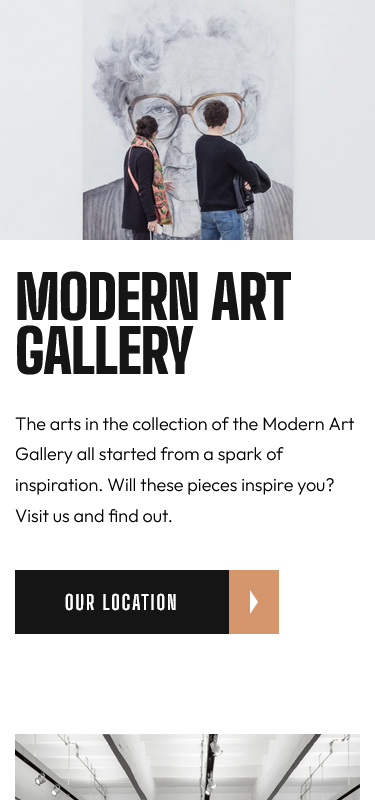 MODERN ART
GALLERY
The arts in the collection of the Modern Art
Gallery all started from a spark of
inspiration. Will these pieces inspire you?
Visit us and find out.
OUR LOCATION